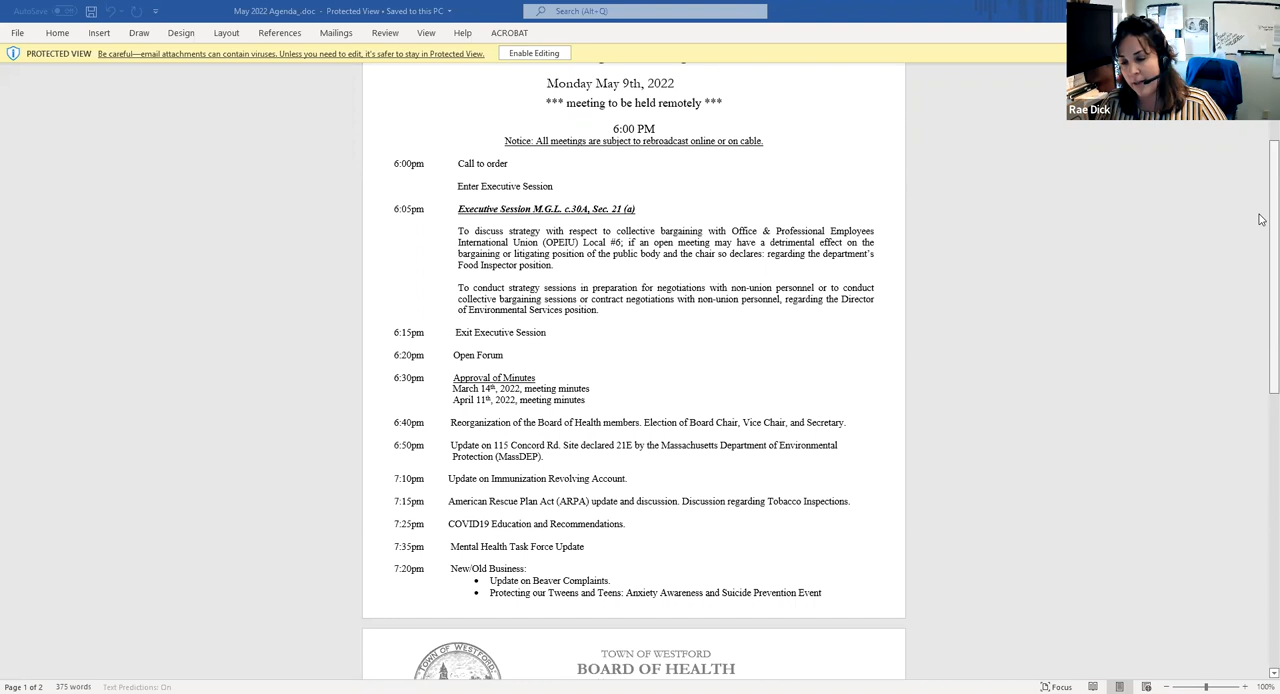 AutoSave Off May 2022 Agenda_.doc - Protected View • Saved to this PC Search (Alt+Q)
File Home Insert Draw Design Layout References Mailings Review View Help ACROBAT
PROTECTED VIEW Be careful—email attachments can contain viruses. Unless you need to edit, it's safer to stay in Protected View. Enable Editing
Rae Dick
Monday May 9th, 2022
*** meeting to be held remotely ***
6:00 PM
Notice: All meetings are subject to rebroadcast online or on cable.
6:00pm Call to order
Enter Executive Session
6:05pm Executive Session M.G.L. c.30A, Sec. 21 (a)
To discuss strategy with respect to collective bargaining with Office & Professional Employees
International Union (OPEIU) Local #6; if an open meeting may have a detrimental effect on the
bargaining or litigating position of the public body and the chair so declares: regarding the department's
Food Inspector position.
To conduct strategy sessions in preparation for negotiations with non-union personnel or to conduct
collective bargaining sessions or contract negotiations with non-union personnel, regarding the Director
of Environmental Services position.
6:15pm Exit Executive Session
6:20pm Open Forum
6:30pm Approval of Minutes
March 14th, 2022, meeting minutes
April 11th, 2022, meeting minutes
6:40pm Reorganization of the Board of Health members. Election of Board Chair, Vice Chair, and Secretary.
6:50pm Update on 115 Concord Rd. Site declared 21E by the Massachusetts Department of Environmental
Protection (MassDEP).
7:10pm Update on Immunization Revolving Account.
7:15pm American Rescue Plan Act (ARPA) update and discussion. Discussion regarding Tobacco Inspections.
7:25pm COVID19 Education and Recommendations.
7:35pm Mental Health Task Force Update
7:20pm New/Old Business:
• Update on Beaver Complaints.
• Protecting our Tweens and Teens: Anxiety Awareness and Suicide Prevention Event
TOWN OF WESTFORD
TOWN OF WESTFORD
BOARD OF HEALTH
Page 1 of 2 375 words Text Predictions: On Focus 100%